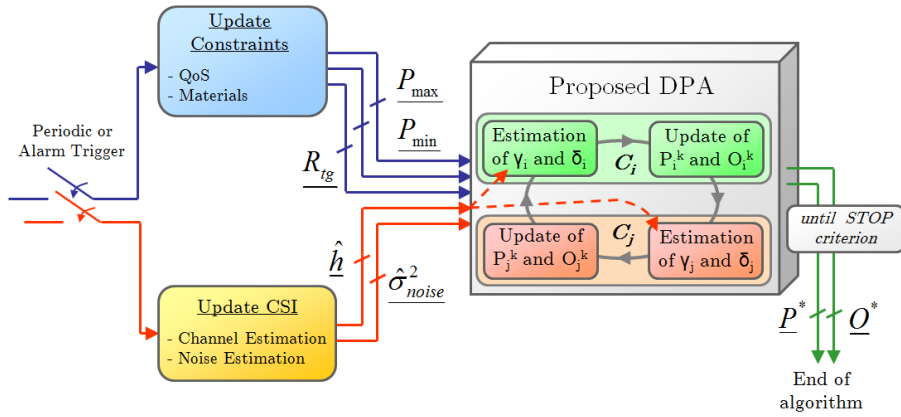 Update
Constraints
- QoS
- Materials
Periodic or
Alarm Trigger
P_max
P_min
R_tg
Proposed DPA
Estimation
of γ_i and δ_i
C_i
Update of
P_i^k and O_i^k
Update of
P_j^k and O_j^k
C_j
Estimation
of γ_j and δ_j
until STOP
criterion
ĥ
σ̂²_noise
Update CSI
- Channel Estimation
- Noise Estimation
P^*
O^*
End of
algorithm